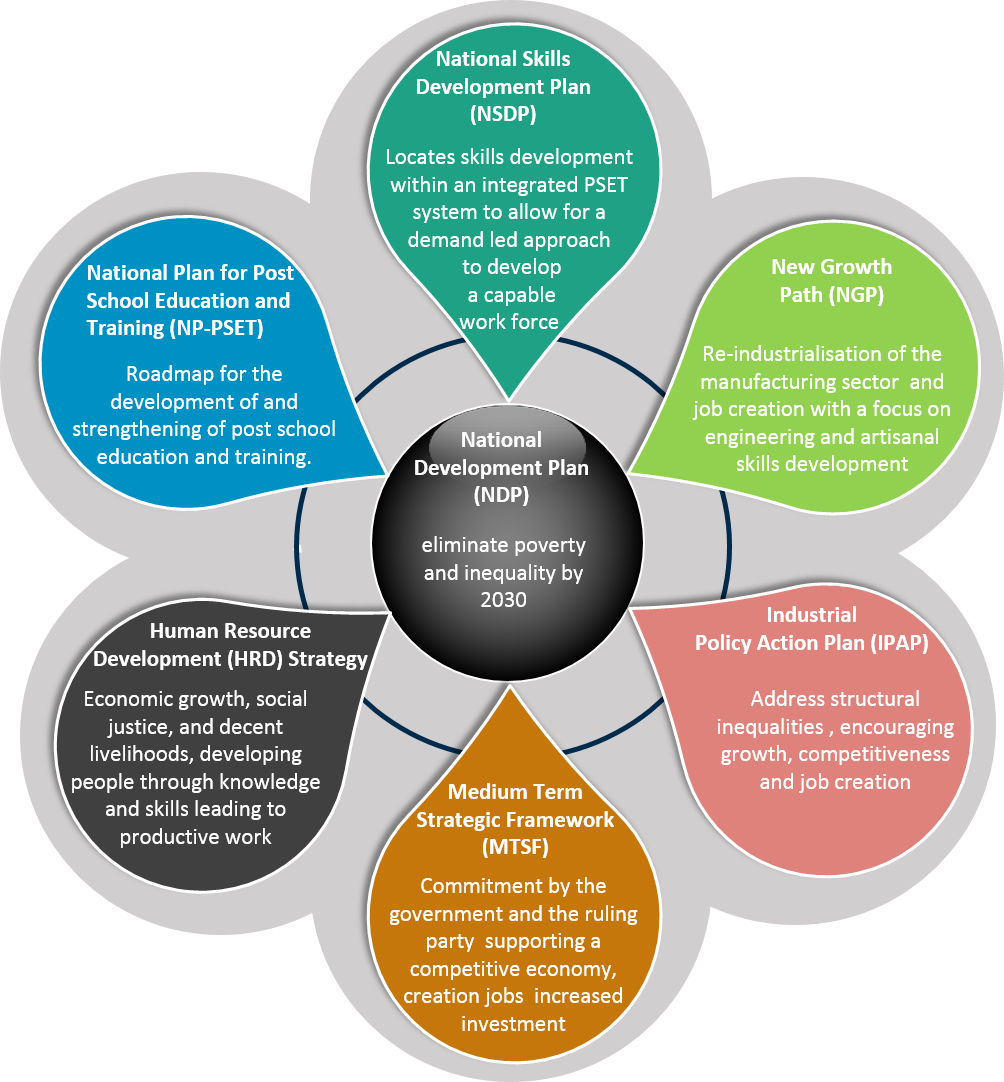 National Skills
Development Plan
(NSDP)
Locates skills development
within an integrated PSET
system to allow for a
demand led approach
to develop
a capable
work force
New Growth
Path (NGP)
Re-industrialisation of the
manufacturing sector  and
job creation with a focus on
engineering and artisanal
skills development
Industrial
Policy Action Plan (IPAP)
Address structural
inequalities , encouraging
growth, competitiveness
and job creation
Medium Term
Strategic Framework
(MTSF)
Commitment by the
government and the ruling
party  supporting a
competitive economy,
creation jobs  increased
investment
Human Resource
Development (HRD) Strategy
Economic growth, social
justice, and decent
livelihoods, developing
people through knowledge
and skills leading to
productive work
National Plan for Post
School Education and
Training (NP-PSET)
Roadmap for the
development of and
strengthening of post school
education and training.
National
Development Plan
(NDP)
eliminate poverty
and inequality by
2030